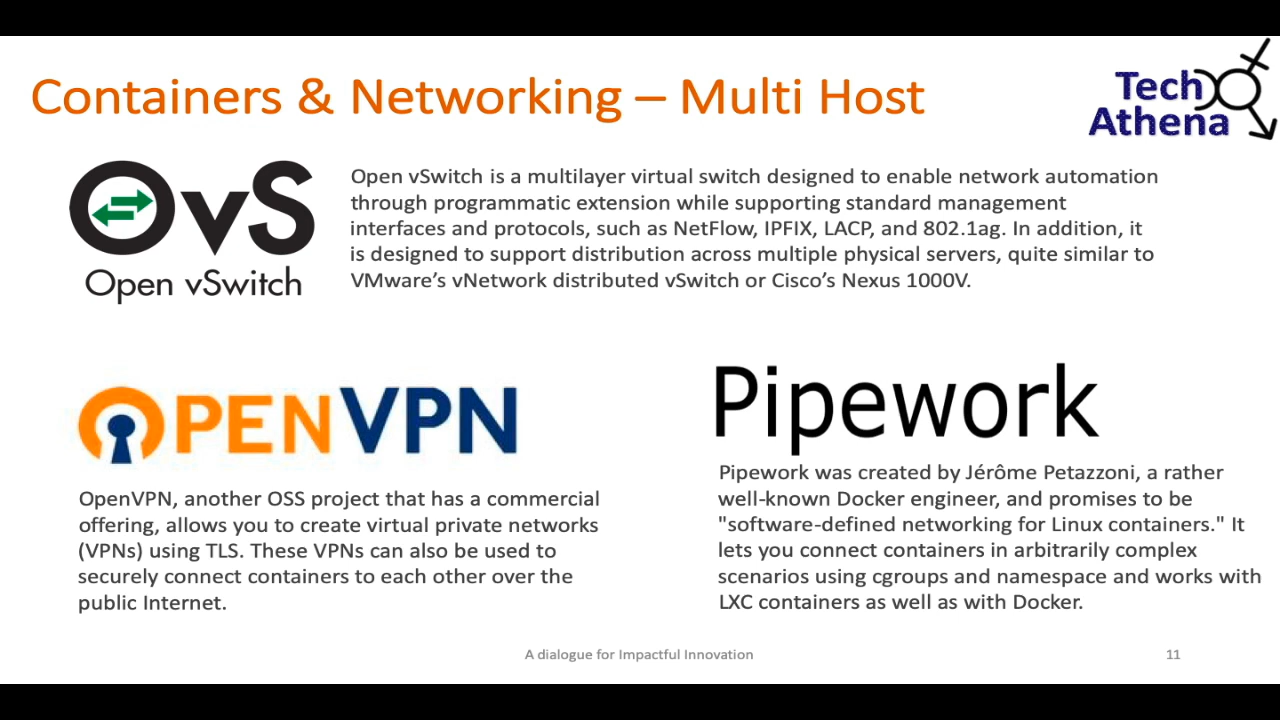 Containers & Networking – Multi Host
Tech
Athena
OvS
Open vSwitch
Open vSwitch is a multilayer virtual switch designed to enable network automation
through programmatic extension while supporting standard management
interfaces and protocols, such as NetFlow, IPFIX, LACP, and 802.1ag. In addition, it
is designed to support distribution across multiple physical servers, quite similar to
VMware’s vNetwork distributed vSwitch or Cisco’s Nexus 1000V.
OPENVPN
OpenVPN, another OSS project that has a commercial
offering, allows you to create virtual private networks
(VPNs) using TLS. These VPNs can also be used to
securely connect containers to each other over the
public Internet.
Pipework
Pipework was created by Jérôme Petazzoni, a rather
well-known Docker engineer, and promises to be
"software-defined networking for Linux containers." It
lets you connect containers in arbitrarily complex
scenarios using cgroups and namespace and works with
LXC containers as well as with Docker.
A dialogue for Impactful Innovation
11